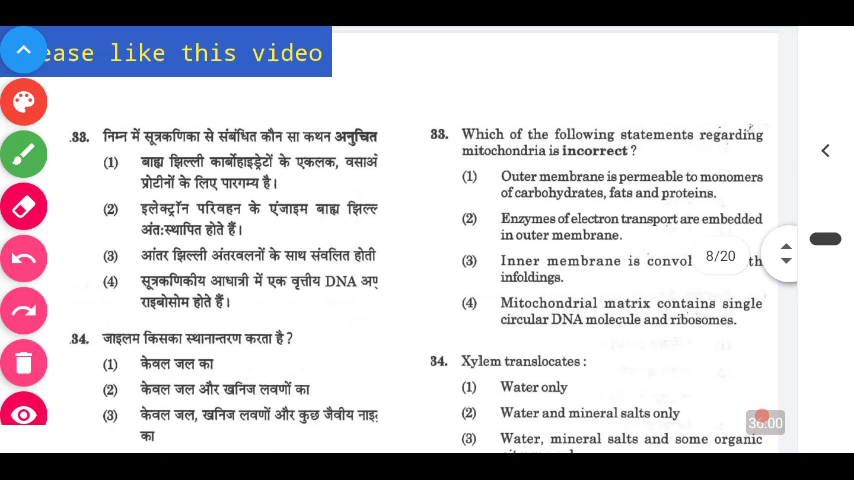 ease like this video
33. निम्न में सूत्रकणिका से संबंधित कौन सा कथन अनुचित
(1) बाह्य झिल्ली कार्बोहाइड्रेटों के एकलक, वसाअं
प्रोटीनों के लिए पारगम्य है।
(2) इलेक्ट्रॉन परिवहन के एंजाइम बाह्य झिल्ल
अंत:स्थापित होते हैं।
(3) आंतर झिल्ली अंतरवलनों के साथ संवलित होती
(4) सूत्रकणिकीय आधात्री में एक वृत्तीय DNA अणु
राइबोसोम होते हैं।
34. जाइलम किसका स्थानान्तरण करता है?
(1) केवल जल का
(2) केवल जल और खनिज लवणों का
(3) केवल जल, खनिज लवणों और कुछ जैवीय
का
33. Which of the following statements regarding
mitochondria is incorrect ?
(1) Outer membrane is permeable to monomers
of carbohydrates, fats and proteins.
(2) Enzymes of electron transport are embedded
in outer membrane.
(3) Inner membrane is convol th
infoldings.
(4) Mitochondrial matrix contains single
circular DNA molecule and ribosomes.
34. Xylem translocates :
(1) Water only
(2) Water and mineral salts only
(3) Water, mineral salts and some organic
8/20
36:00